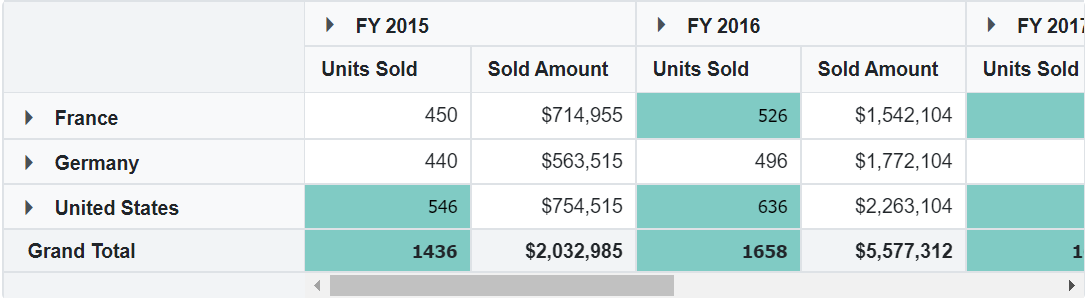 FY 2015 FY 2016 FY 2017
Units Sold Sold Amount Units Sold Sold Amount Units Sold
France 450 $714,955 526 $1,542,104
Germany 440 $563,515 496 $1,772,104
United States 546 $754,515 636 $2,263,104
Grand Total 1436 $2,032,985 1658 $5,577,312 1